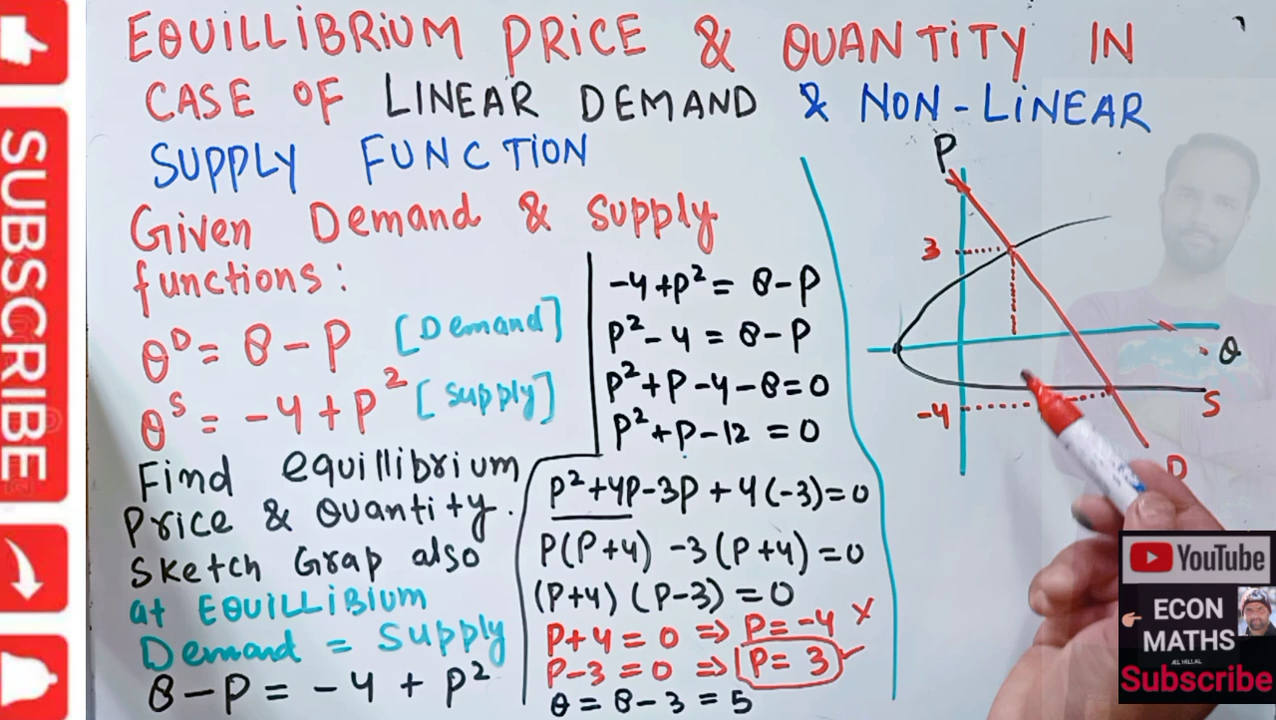 EQUILLIBRIUM PRICE & QUANTITY IN
CASE OF LINEAR DEMAND & NON-LINEAR
SUPPLY FUNCTION
Given Demand & Supply
functions:
Q^D = 8 - P [Demand]
Q^S = -4 + P^2 [Supply]
Find equillibrium
Price & Quantity.
Sketch Grap also
at EQUILLIBIUM
Demand = Supply
8 - P = -4 + P^2
-4 + P^2 = 8 - P
P^2 - 4 = 8 - P
P^2 + P - 4 - 8 = 0
P^2 + P - 12 = 0
P^2 + 4P - 3P + 4(-3) = 0
P(P+4) - 3(P+4) = 0
(P+4) (P-3) = 0
P+4 = 0 ⇒ P = -4 ×
P-3 = 0 ⇒ P = 3 ✓
Q = 8 - 3 = 5
P
3
Q
-4
S
D
SUBSCRIBE
YouTube
ECON
MATHS
ÆL HILLAL
Subscribe